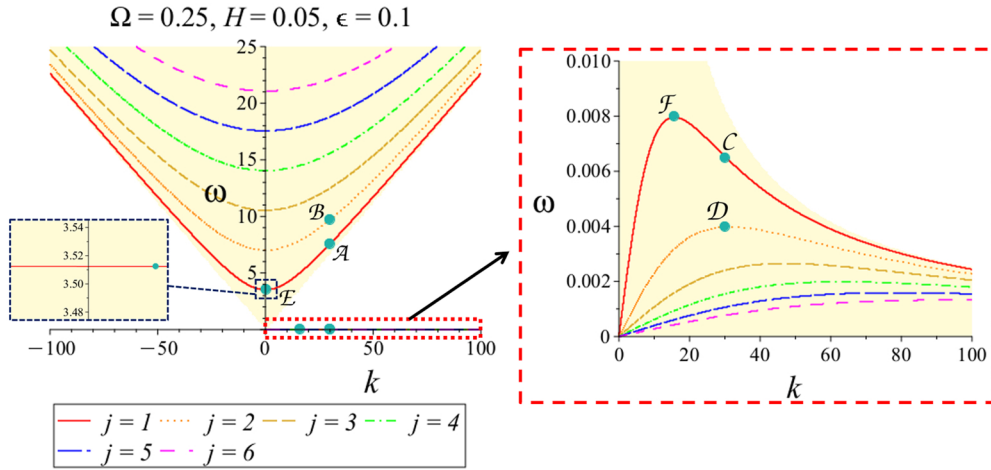 Ω = 0.25, H = 0.05, ϵ = 0.1
25
20
15
ω
10
5
−100
−50
0
50
100
k
ℬ
𝒜
ℰ
3.54
3.52
3.50
3.48
0.010
0.008
0.006
ω
0.004
0.002
0
0
20
40
60
80
100
k
ℱ
𝒞
𝒟
j = 1
j = 2
j = 3
j = 4
j = 5
j = 6